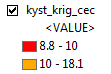 kyst_krig_cec
<VALUE>
8.8 - 10
10 - 18.1